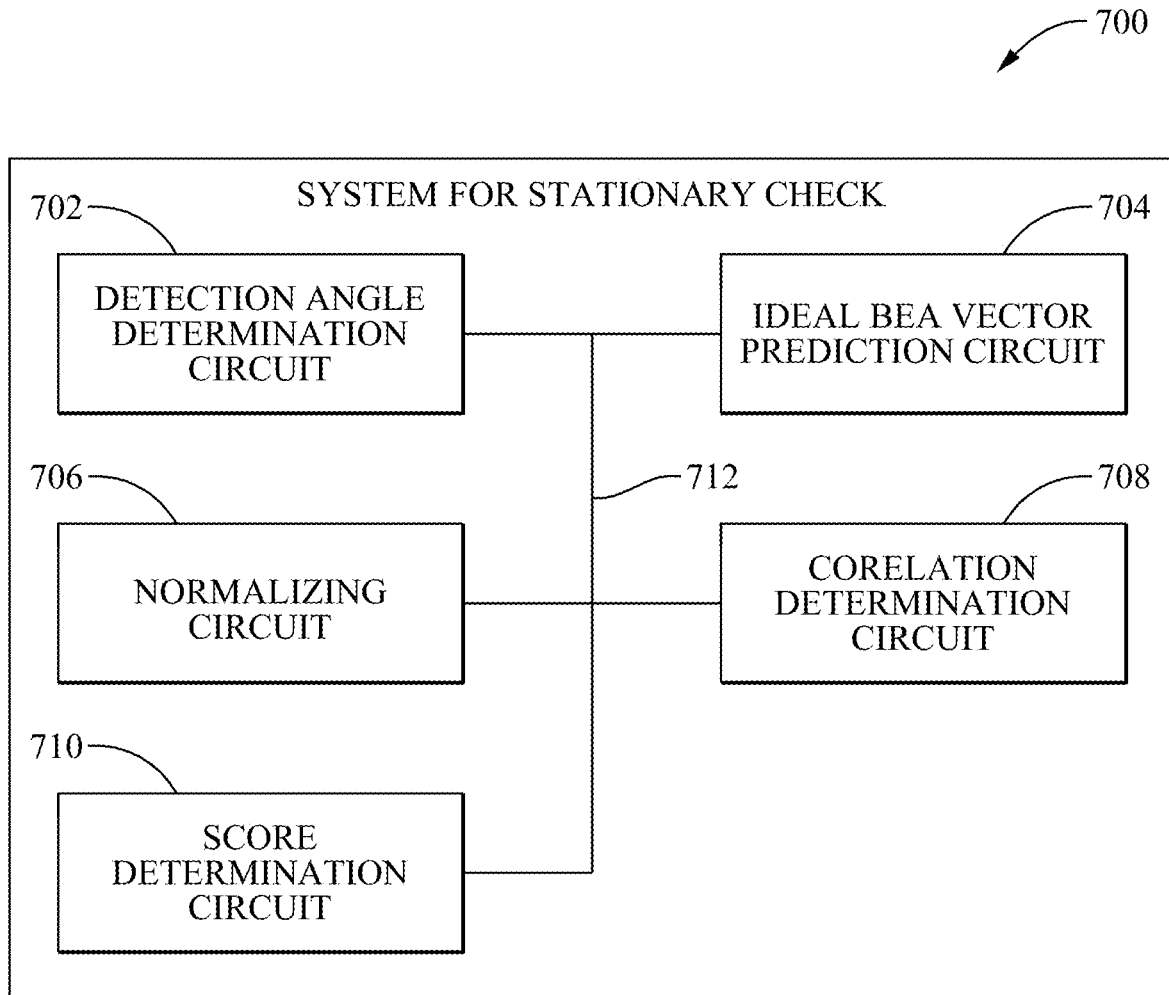 700
SYSTEM FOR STATIONARY CHECK
702
704
DETECTION ANGLE
DETERMINATION
CIRCUIT
IDEAL BEA VECTOR
PREDICTION CIRCUIT
706
712
708
NORMALIZING
CIRCUIT
CORELATION
DETERMINATION
CIRCUIT
710
SCORE
DETERMINATION
CIRCUIT